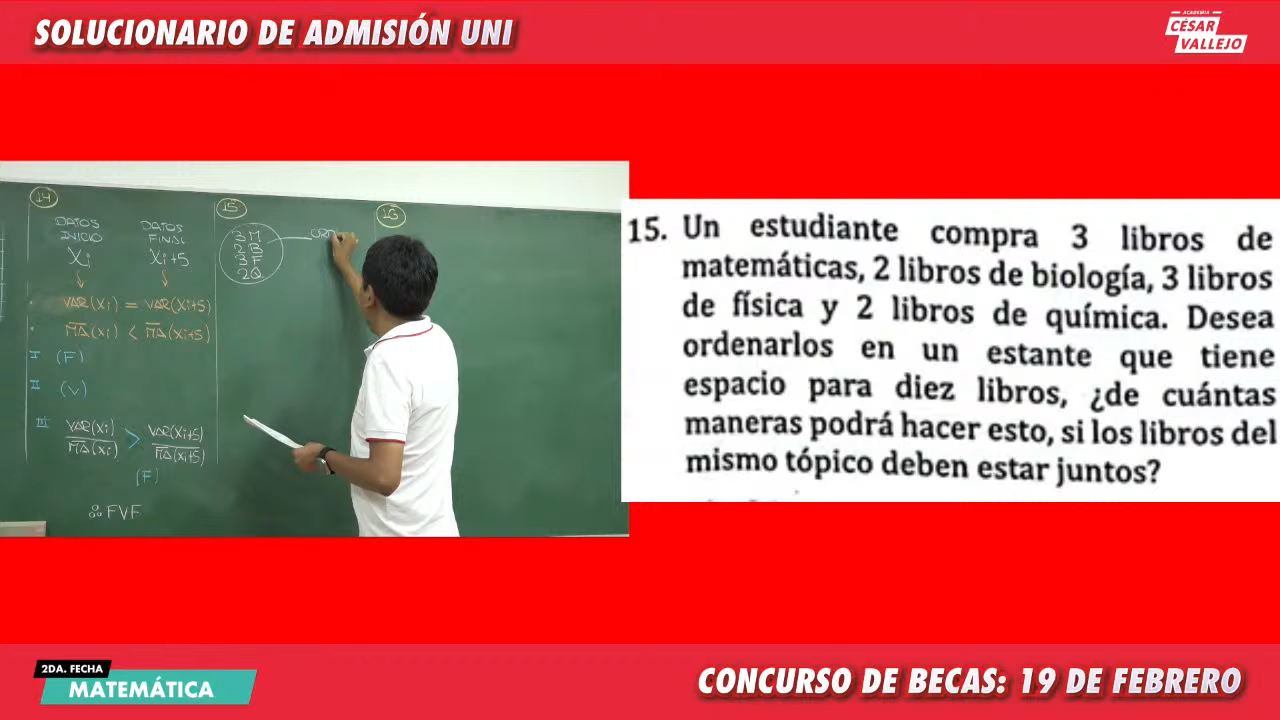 SOLUCIONARIO DE ADMISIÓN UNI
ACADEMIA
CÉSAR
VALLEJO
14
DATOS INICIO
DATOS FINAL
Xi
Xi+5
VAR(Xi) = VAR(Xi+5)
MA(Xi) < MA(Xi+5)
I (F)
II (V)
III VAR(Xi)/MA(Xi) > VAR(Xi+5)/MA(Xi+5)
(F)
∴ FVF
15
3 M
2 B
3 F
2 Q
ORD
16
15. Un estudiante compra 3 libros de
matemáticas, 2 libros de biología, 3 libros
de física y 2 libros de química. Desea
ordenarlos en un estante que tiene
espacio para diez libros, ¿de cuántas
maneras podrá hacer esto, si los libros del
mismo tópico deben estar juntos?
2DA. FECHA
MATEMÁTICA
CONCURSO DE BECAS: 19 DE FEBRERO